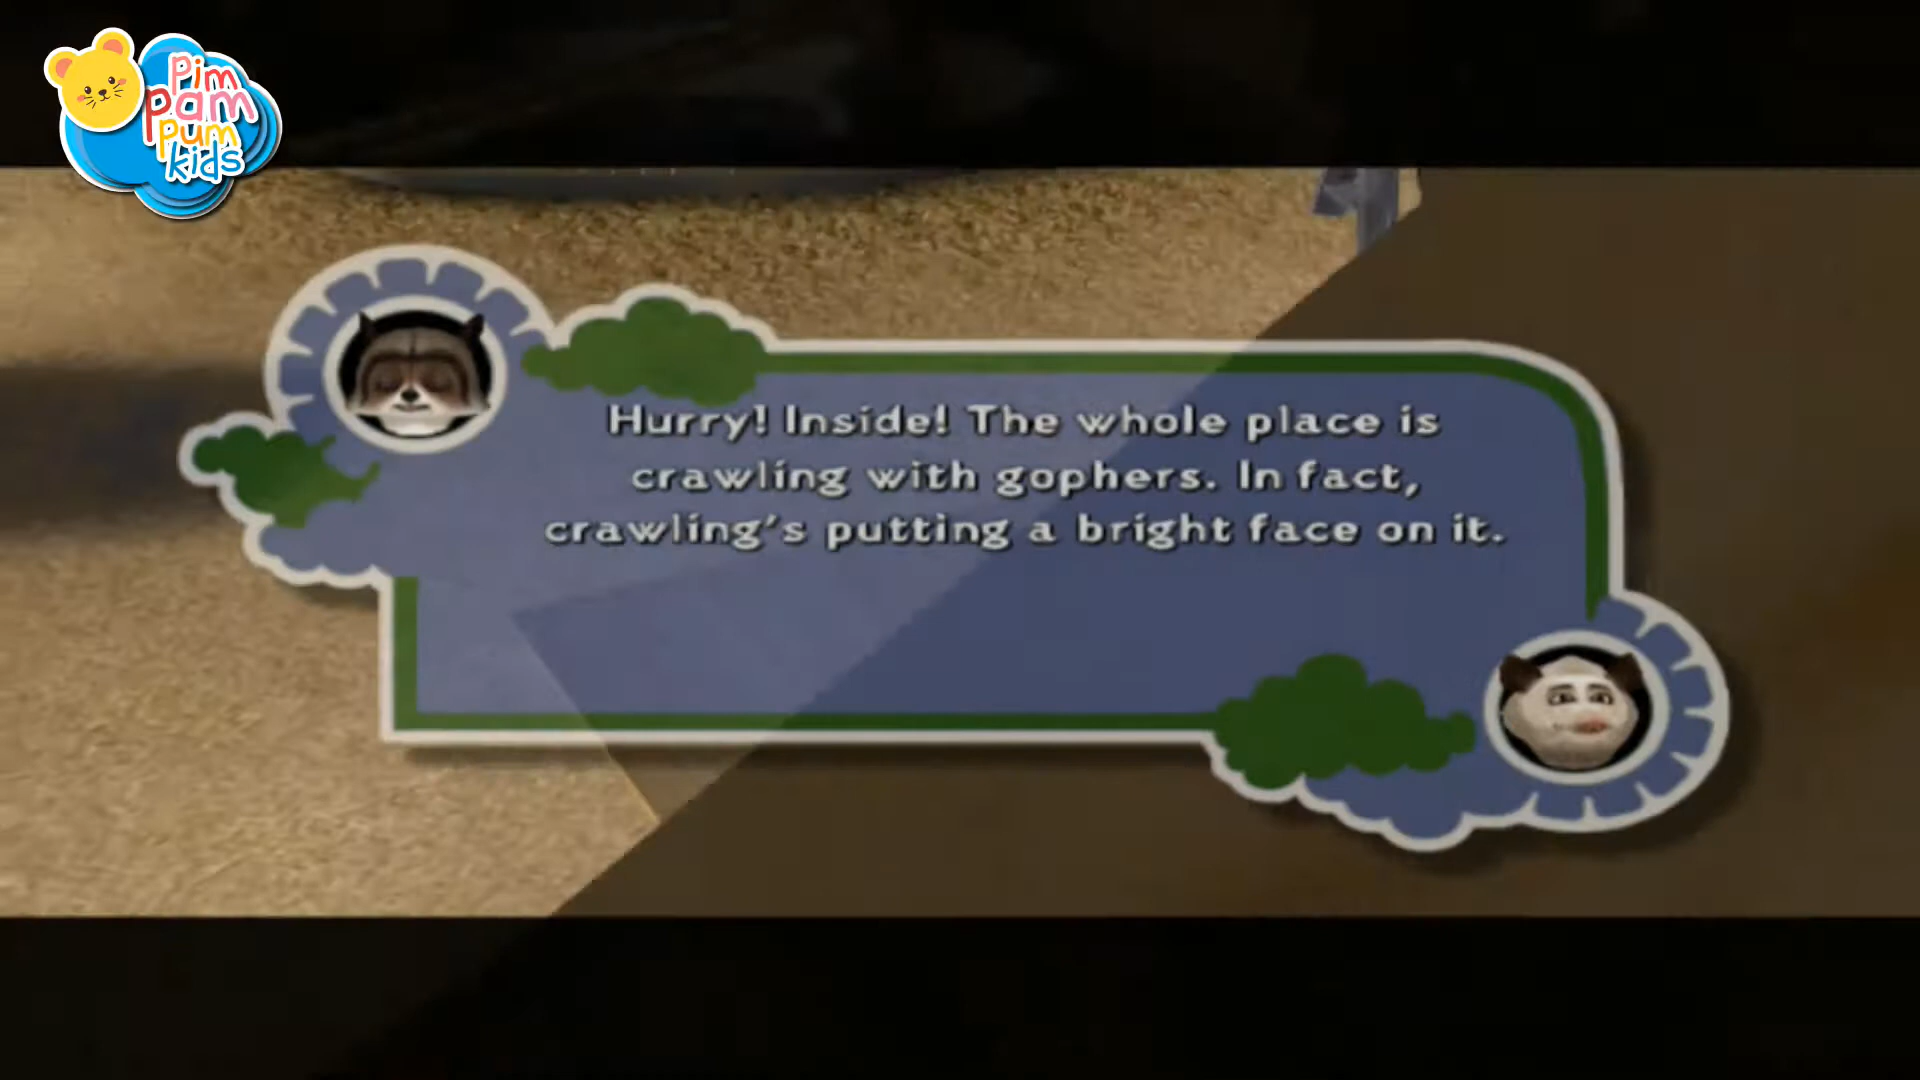 Pim
Pam
Pum
kids
Hurry! Inside! The whole place is
crawling with gophers. In fact,
crawling's putting a bright face on it.